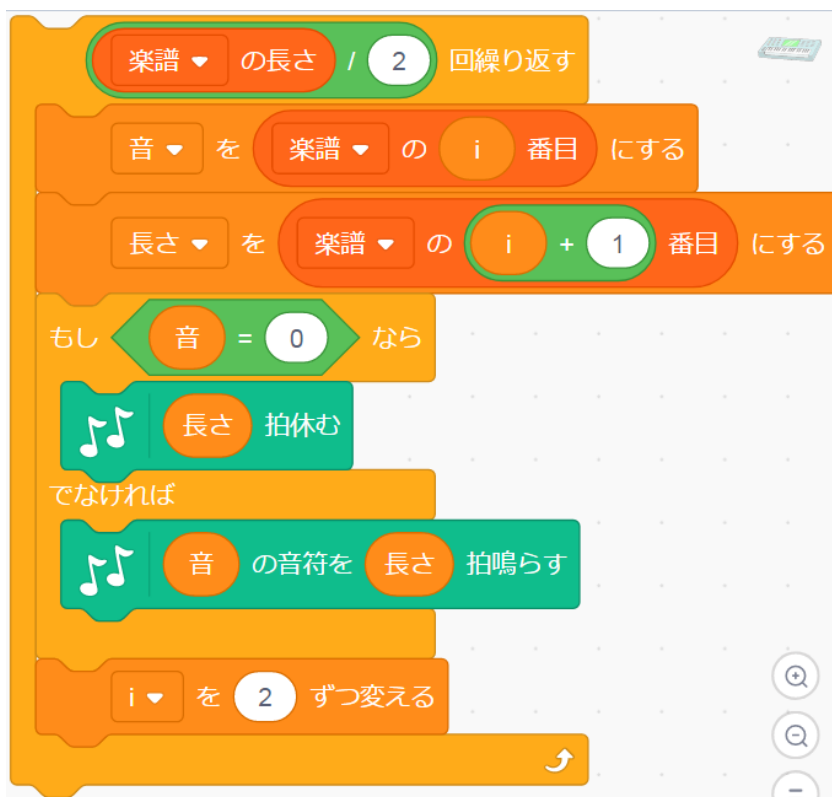 楽譜 の長さ / 2 回繰り返す
音 を 楽譜 の i 番目 にする
長さ を 楽譜 の i + 1 番目 にする
もし 音 = 0 なら
長さ 拍休む
でなければ
音 の音符を 長さ 拍鳴らす
i を 2 ずつ変える